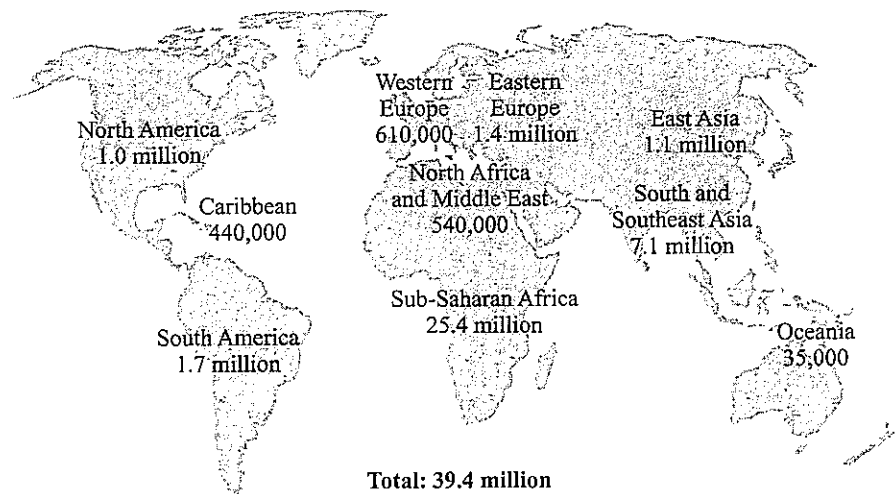 Western
Europe
610,000
Eastern
Europe
1.4 million
North America
1.0 million
East Asia
1.1 million
North Africa
and Middle East
540,000
Caribbean
440,000
South and
Southeast Asia
7.1 million
Sub-Saharan Africa
25.4 million
South America
1.7 million
Oceania
35,000
Total: 39.4 million